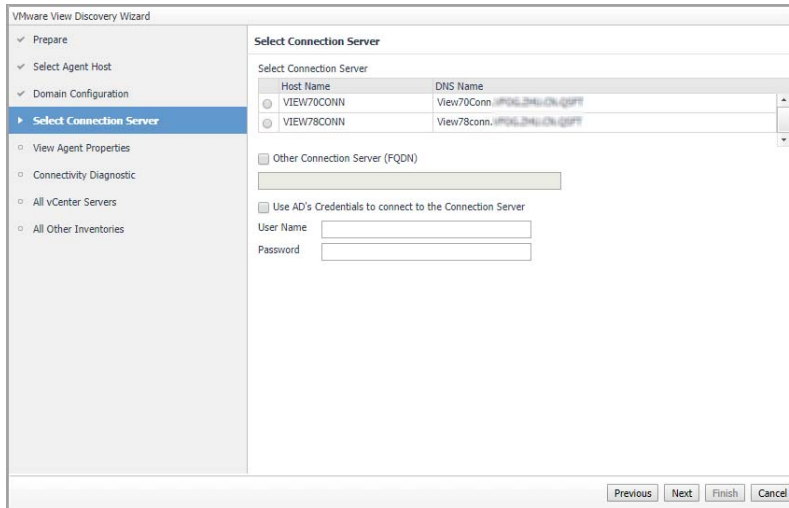 VMware View Discovery Wizard
Prepare
Select Agent Host
Domain Configuration
Select Connection Server
View Agent Properties
Connectivity Diagnostic
All vCenter Servers
All Other Inventories
Select Connection Server
Select Connection Server
Host Name DNS Name
VIEW70CONN View70Conn.
VIEW78CONN View78conn.
Other Connection Server (FQDN)
Use AD's Credentials to connect to the Connection Server
User Name
Password
Previous Next Finish Cancel